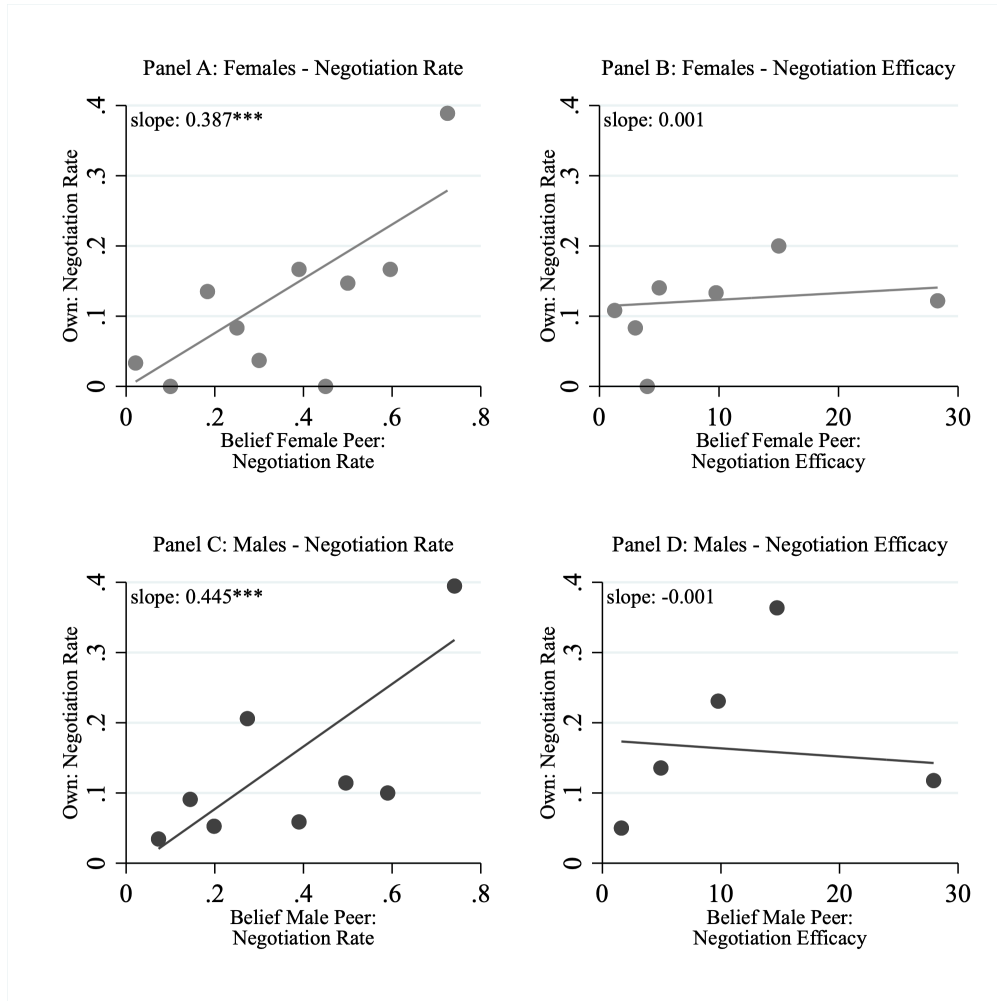 Panel A: Females - Negotiation Rate
slope: 0.387***
Own: Negotiation Rate
.4
.3
.2
.1
0
0 .2 .4 .6 .8
Belief Female Peer:
Negotiation Rate
Panel B: Females - Negotiation Efficacy
slope: 0.001
Own: Negotiation Rate
.4
.3
.2
.1
0
0 10 20 30
Belief Female Peer:
Negotiation Efficacy
Panel C: Males - Negotiation Rate
slope: 0.445***
Own: Negotiation Rate
.4
.3
.2
.1
0
0 .2 .4 .6 .8
Belief Male Peer:
Negotiation Rate
Panel D: Males - Negotiation Efficacy
slope: -0.001
Own: Negotiation Rate
.4
.3
.2
.1
0
0 10 20 30
Belief Male Peer:
Negotiation Efficacy